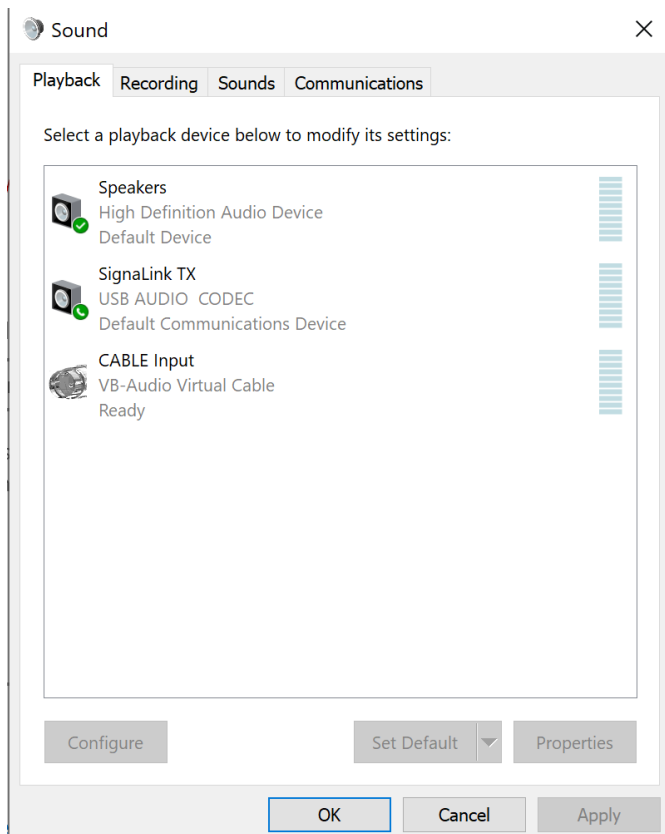 Sound
Playback Recording Sounds Communications
Select a playback device below to modify its settings:
Speakers
High Definition Audio Device
Default Device
SignaLink TX
USB AUDIO  CODEC
Default Communications Device
CABLE Input
VB-Audio Virtual Cable
Ready
Configure Set Default Properties
OK Cancel Apply